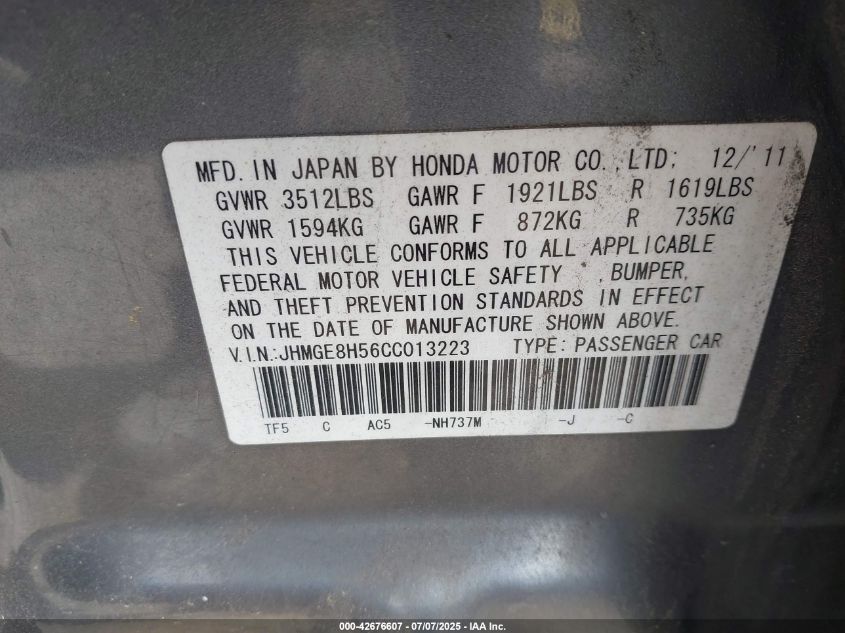 MFD. IN JAPAN BY HONDA MOTOR CO., LTD; 12/'11
GVWR 3512LBS GAWR F 1921LBS R 1619LBS
GVWR 1594KG GAWR F 872KG R 735KG
THIS VEHICLE CONFORMS TO ALL APPLICABLE
FEDERAL MOTOR VEHICLE SAFETY , BUMPER,
AND THEFT PREVENTION STANDARDS IN EFFECT
ON THE DATE OF MANUFACTURE SHOWN ABOVE.
V.I.N.:JHMGE8H56CC013223 TYPE: PASSENGER CAR
TF5 C AC5 -NH737M -J -C
000-42676607 - 07/07/2025 - IAA Inc.